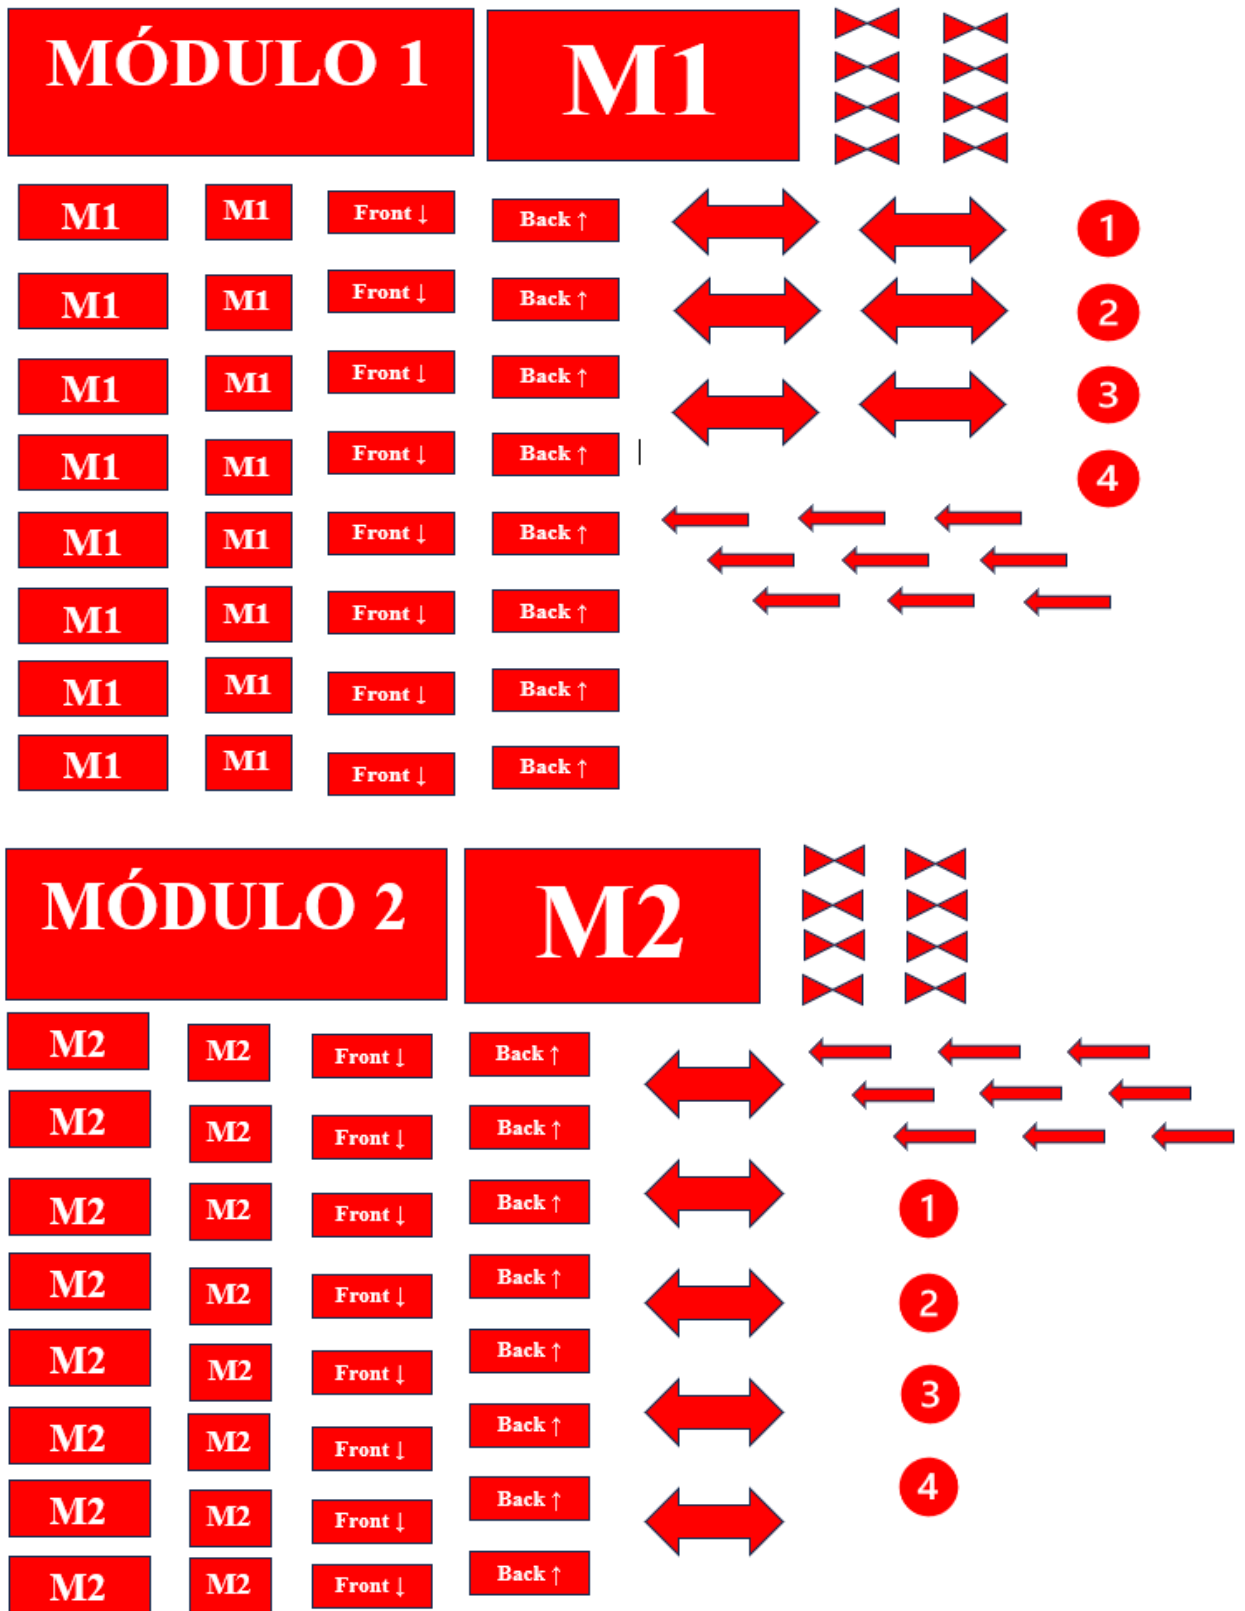 MÓDULO 1 M1
M1 M1 Front ↓ Back ↑ 1
M1 M1 Front ↓ Back ↑ 2
M1 M1 Front ↓ Back ↑ 3
M1 M1 Front ↓ Back ↑ 4
M1 M1 Front ↓ Back ↑
M1 M1 Front ↓ Back ↑
M1 M1 Front ↓ Back ↑
M1 M1 Front ↓ Back ↑
MÓDULO 2 M2
M2 M2 Front ↓ Back ↑
M2 M2 Front ↓ Back ↑
M2 M2 Front ↓ Back ↑ 1
M2 M2 Front ↓ Back ↑ 2
M2 M2 Front ↓ Back ↑ 3
M2 M2 Front ↓ Back ↑
M2 M2 Front ↓ Back ↑ 4
M2 M2 Front ↓ Back ↑